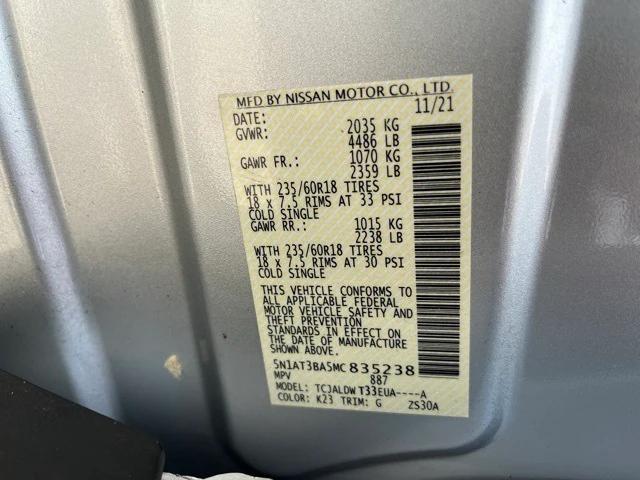 MFD BY NISSAN MOTOR CO., LTD.
DATE: 11/21
GVWR: 2035 KG
4486 LB
GAWR FR.: 1070 KG
2359 LB
WITH 235/60R18 TIRES
18 x 7.5 RIMS AT 33 PSI
COLD SINGLE
GAWR RR.: 1015 KG
2238 LB
WITH 235/60R18 TIRES
18 x 7.5 RIMS AT 30 PSI
COLD SINGLE
THIS VEHICLE CONFORMS TO
ALL APPLICABLE FEDERAL
MOTOR VEHICLE SAFETY AND
THEFT PREVENTION
STANDARDS IN EFFECT ON
THE DATE OF MANUFACTURE
5N1AT3BA5MC835238
MPV 887
MODEL: TCJALDWT33EUA----A
COLOR: K23 TRIM: G ZS30A